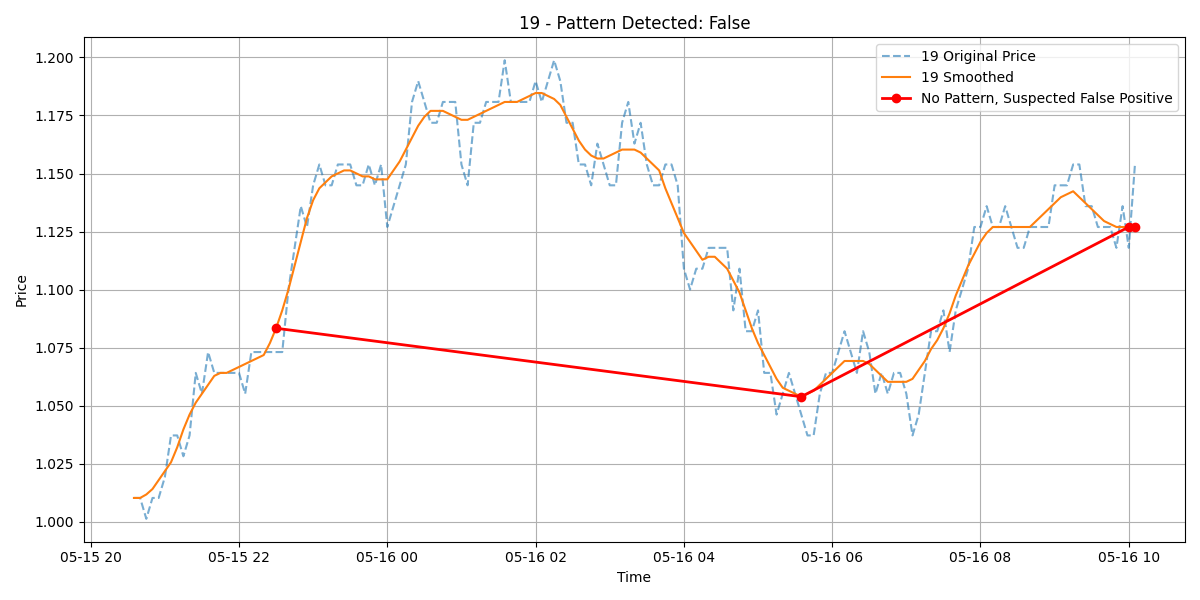 19 - Pattern Detected: False
19 Original Price
19 Smoothed
No Pattern, Suspected False Positive
Price
1.200
1.175
1.150
1.125
1.100
1.075
1.050
1.025
1.000
05-15 20 05-15 22 05-16 00 05-16 02 05-16 04 05-16 06 05-16 08 05-16 10
Time